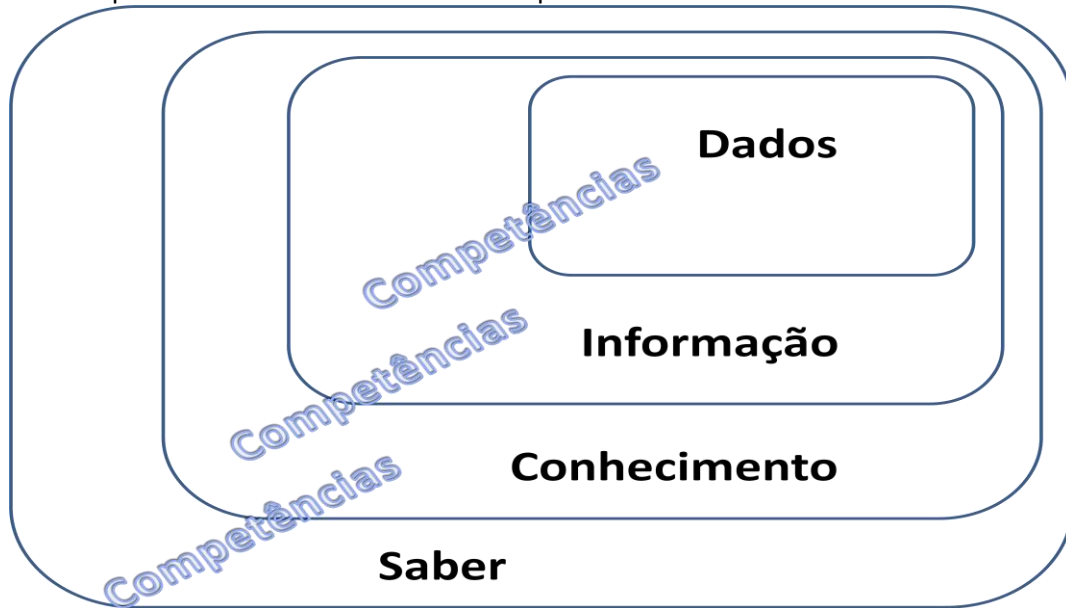 Dados
Competências
Informação
Competências
Conhecimento
Competências
Saber